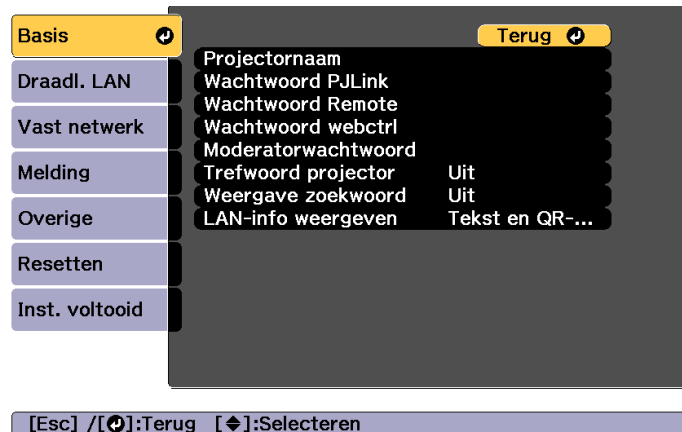 Basis
Draadl. LAN
Vast netwerk
Melding
Overige
Resetten
Inst. voltooid
Terug
Projectornaam
Wachtwoord PJLink
Wachtwoord Remote
Wachtwoord webctrl
Moderatorwachtwoord
Trefwoord projector Uit
Weergave zoekwoord Uit
LAN-info weergeven Tekst en QR-...
[Esc] /[]:Terug []:Selecteren